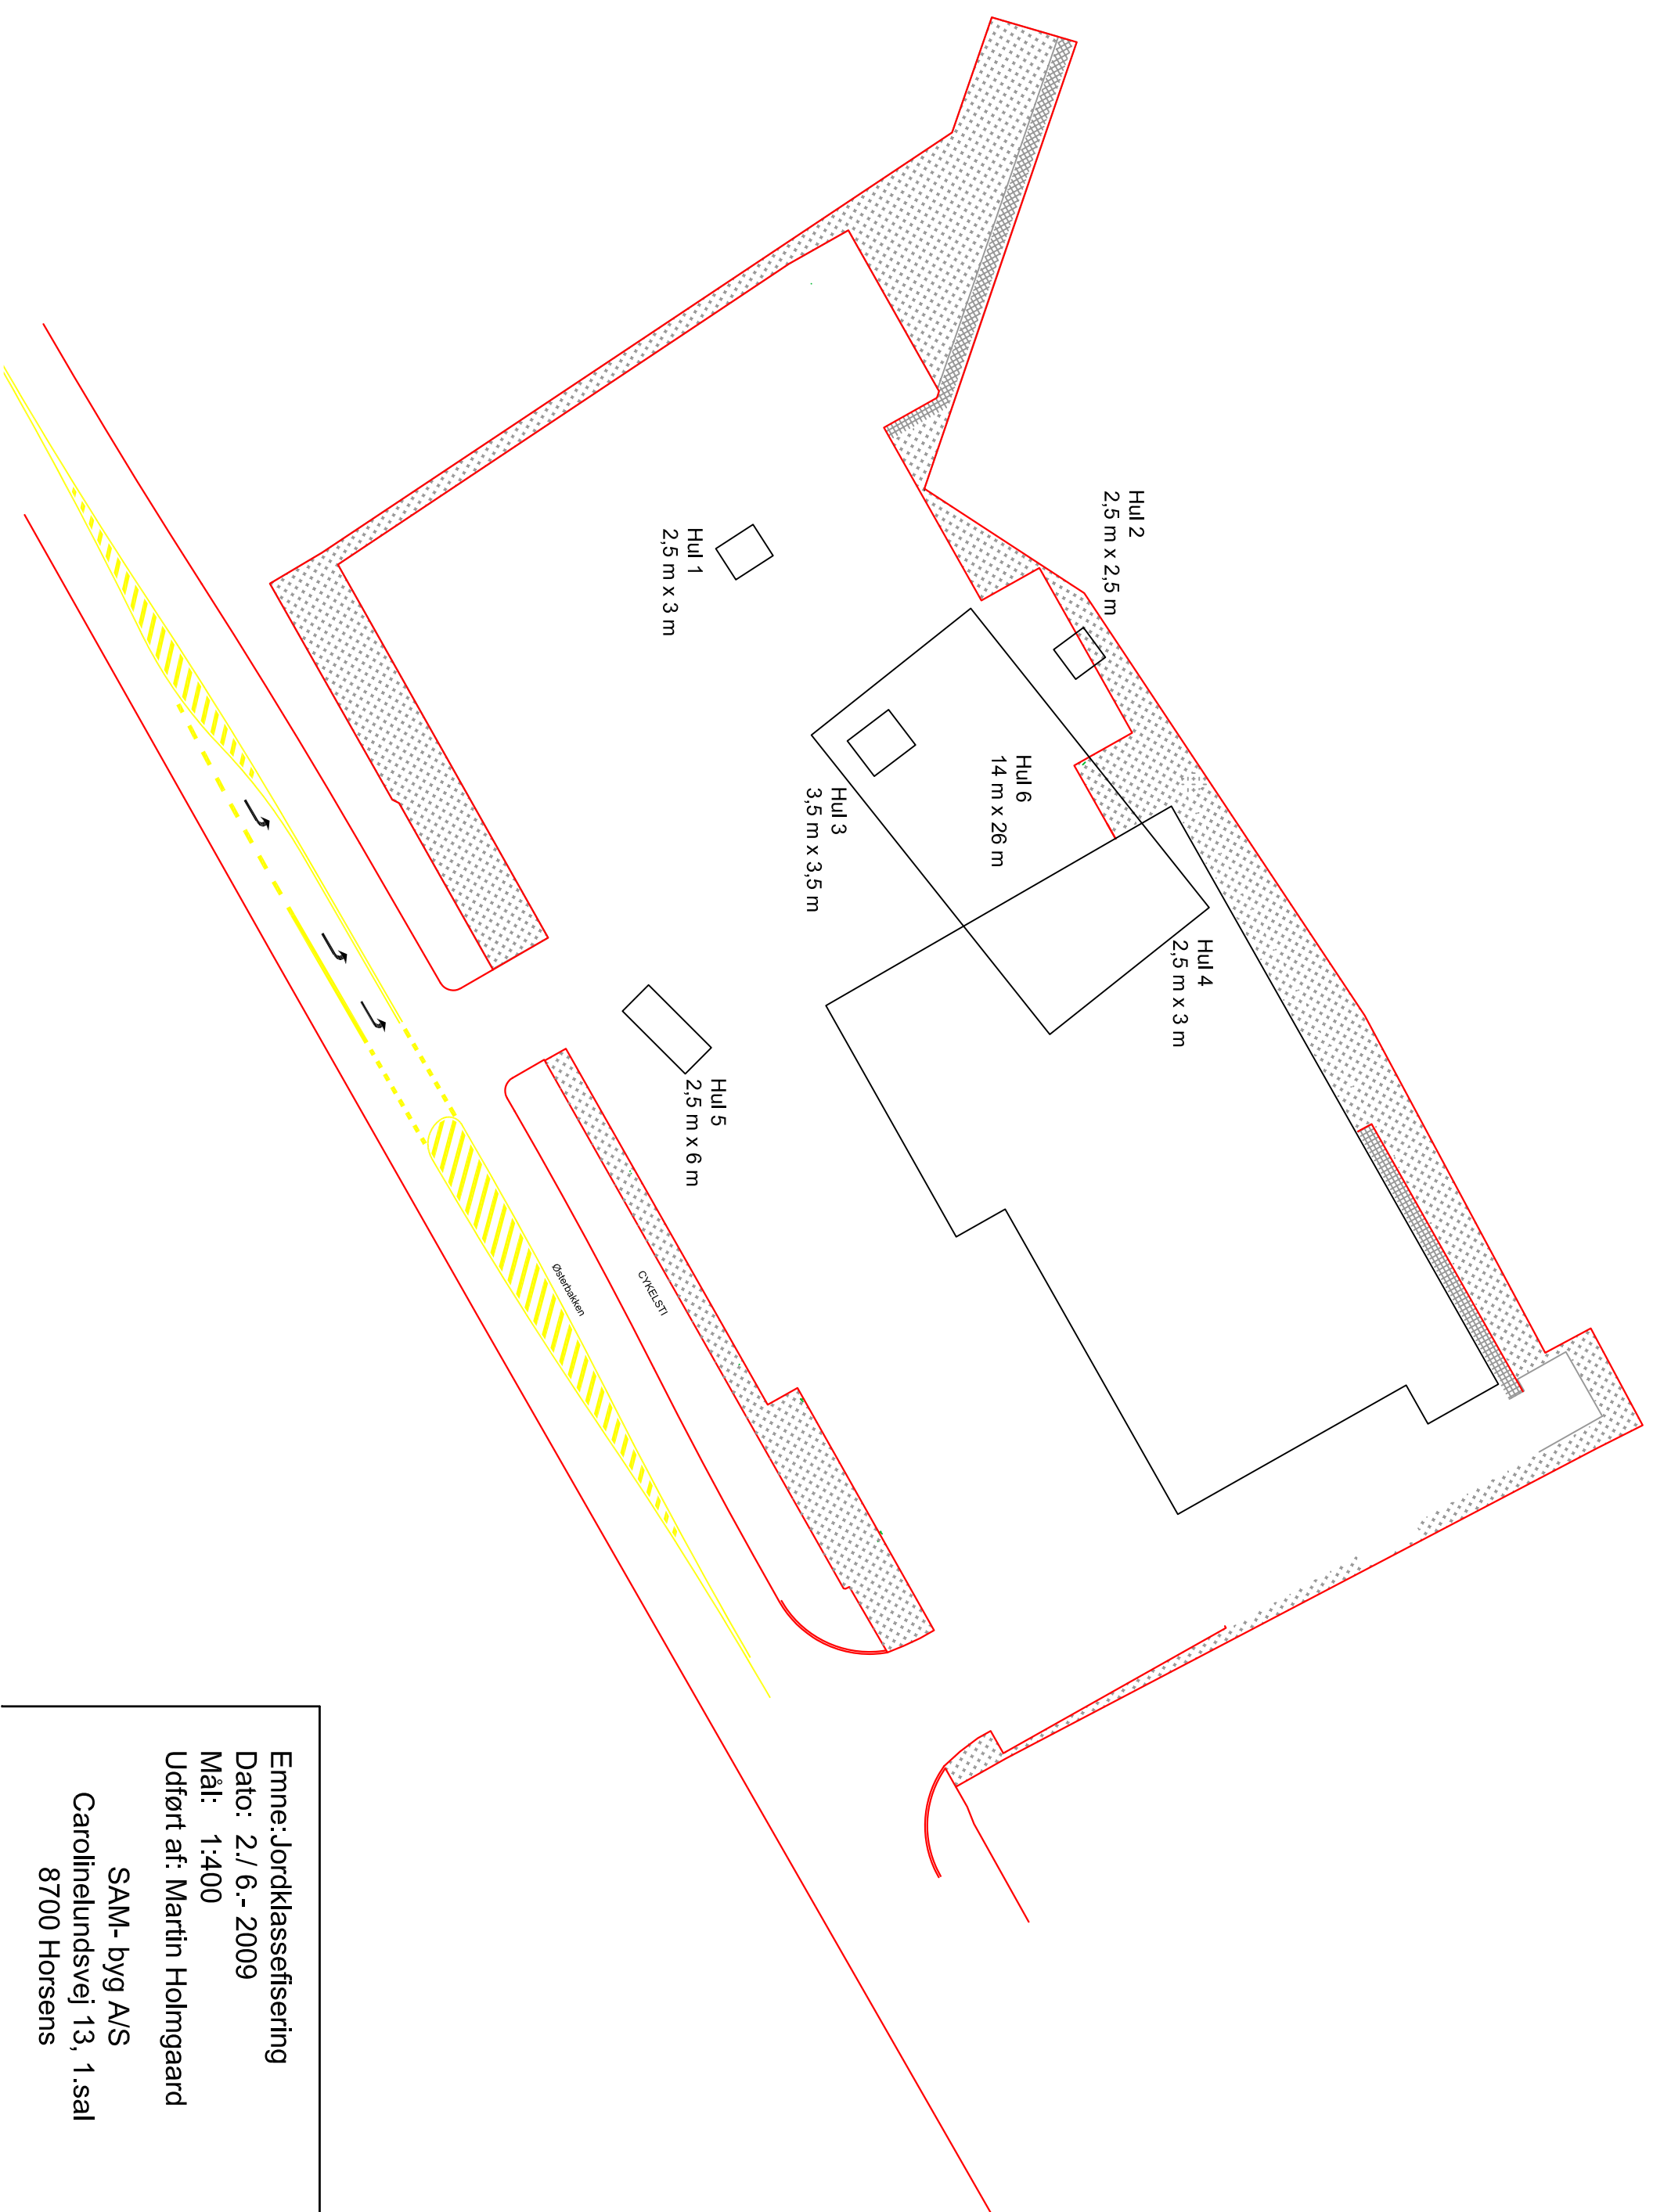 Hul 2
2,5 m x 2,5 m
Hul 1
2,5 m x 3 m
Hul 6
14 m x 26 m
Hul 3
3,5 m x 3,5 m
Hul 4
2,5 m x 3 m
Hul 5
2,5 m x 6 m
CYKELSTI
Østerbakken
Emne:Jordklassefisering
Dato: 2./ 6.- 2009
Mål: 1:400
Udført af: Martin Holmgaard
SAM- byg A/S
Carolinelundsvej 13, 1.sal
8700 Horsens